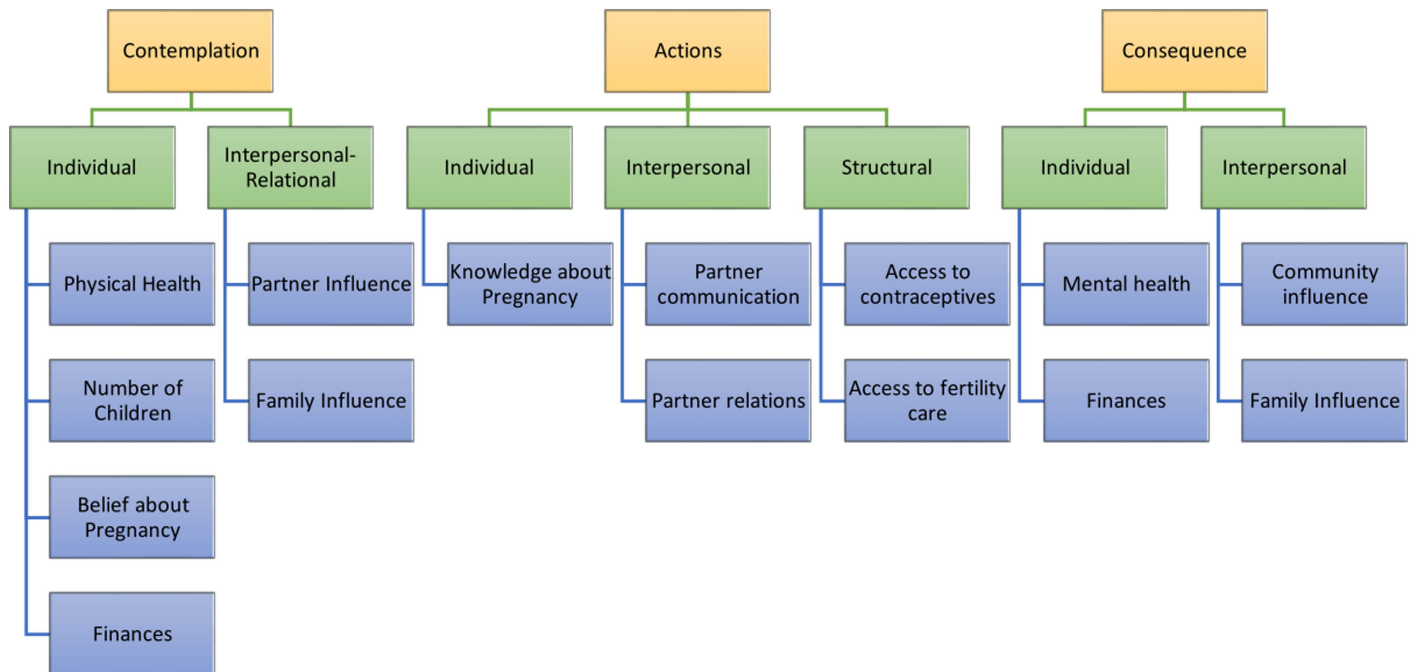 Contemplation
Actions
Consequence
Individual
Interpersonal-
Relational
Individual
Interpersonal
Structural
Individual
Interpersonal
Physical Health
Partner Influence
Knowledge about
Pregnancy
Partner
communication
Access to
contraceptives
Mental health
Community
influence
Number of
Children
Family Influence
Partner relations
Access to fertility
care
Finances
Family Influence
Belief about
Pregnancy
Finances